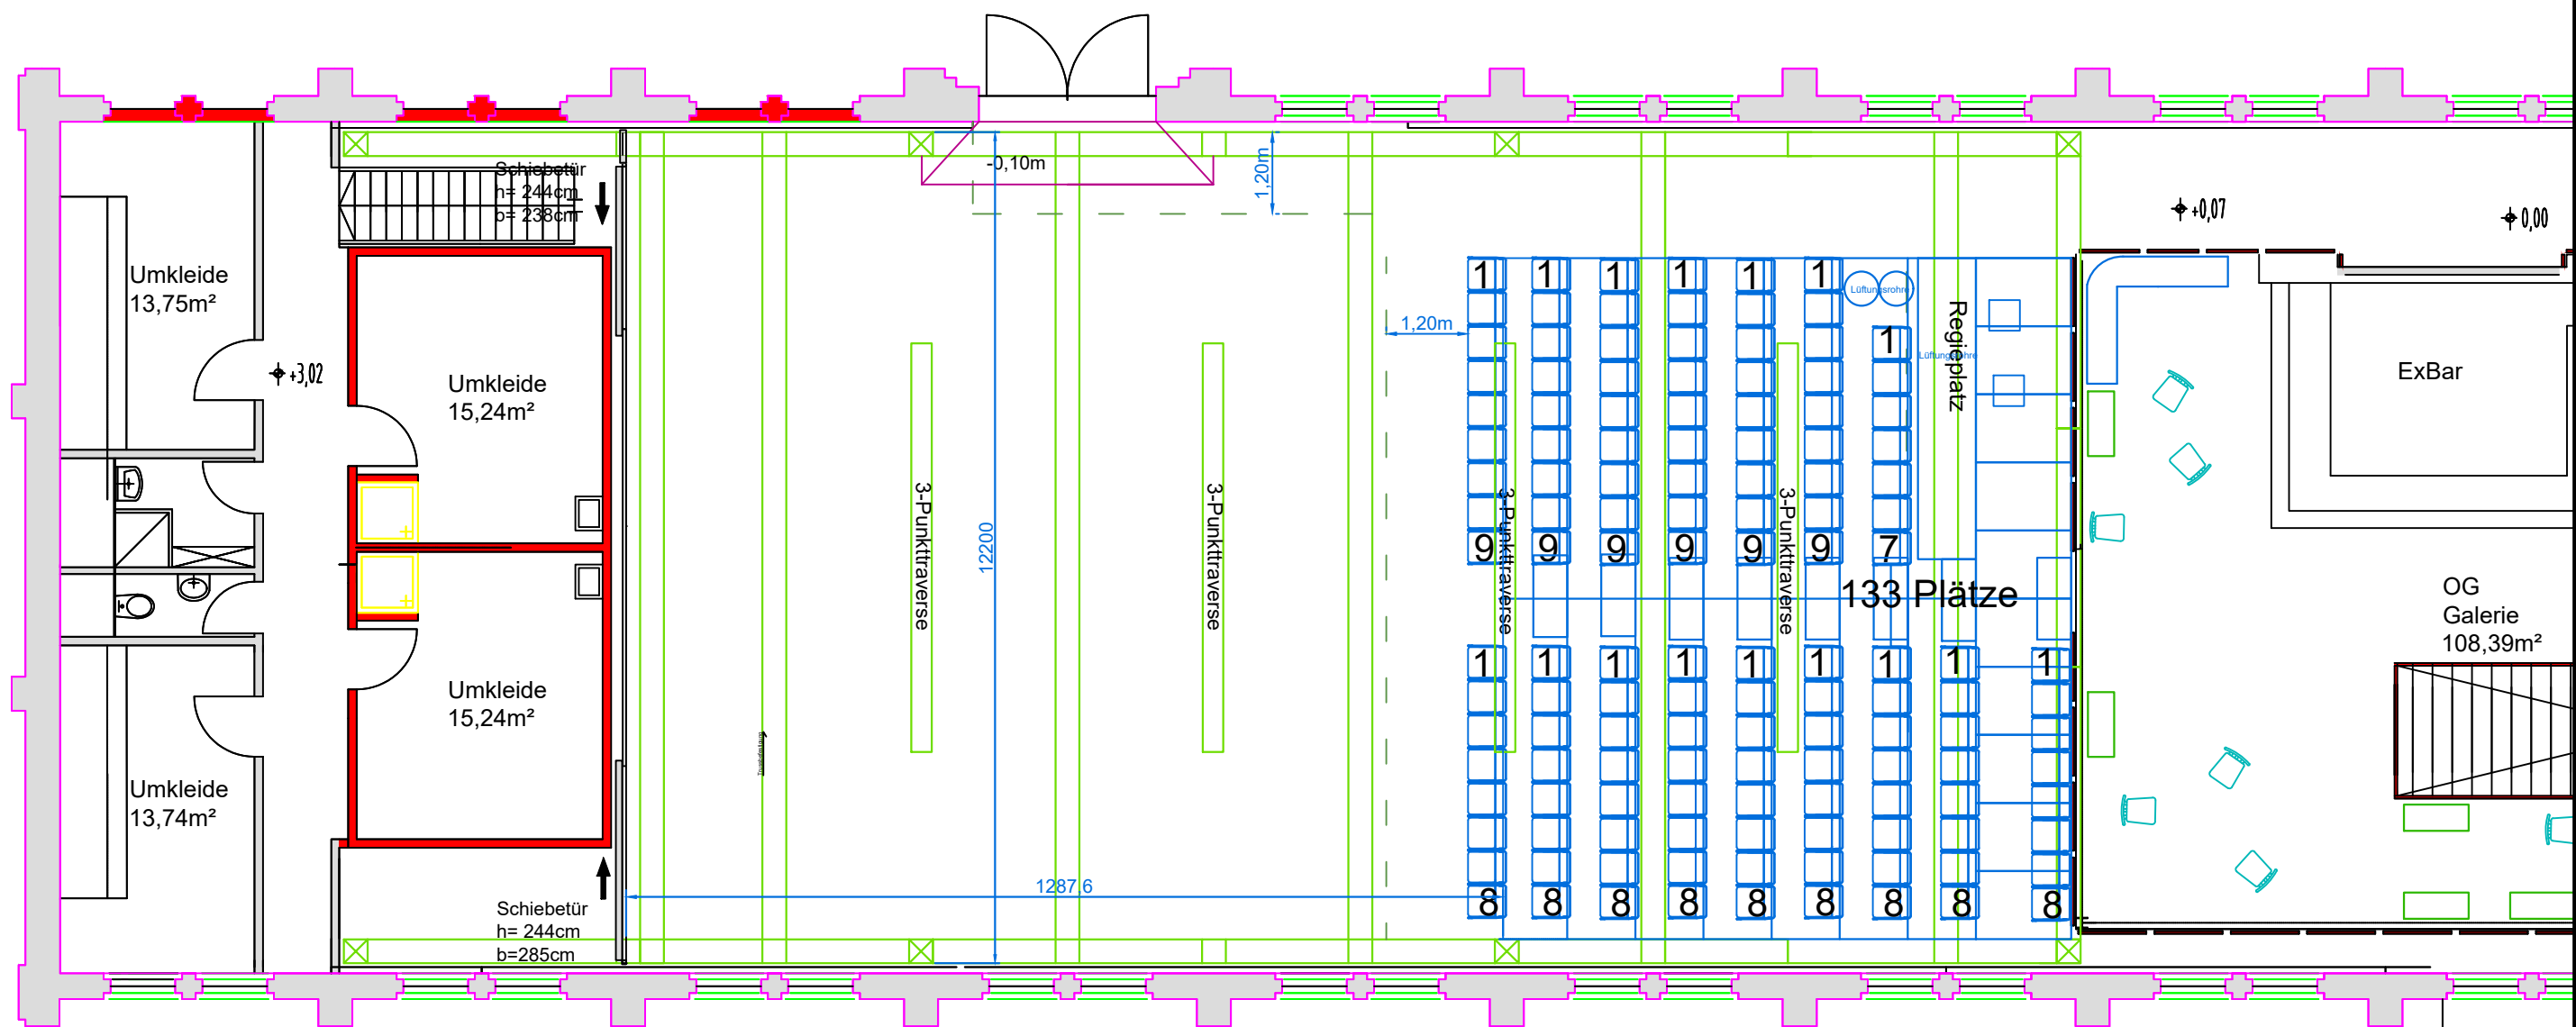 -0,10m
1,20m
Schiebetür
h= 244cm
b= 238cm
+0,07
0,00
Umkleide
13,75m²
1 1 1 1 1 1
Lüftungsrohre
1,20m
1
Regieplatz
Lüftungsrohre
+3,02
Umkleide
15,24m²
ExBar
3-Punkttraverse
3-Punkttraverse
3-Punkttraverse
3-Punkttraverse
12200
9 9 9 9 9 9 7
133 Plätze
OG
Galerie
108,39m²
1 1 1 1 1 1 1 1 1
Umkleide
15,24m²
Umkleide
13,74m²
1287,6
8 8 8 8 8 8 8 8 8
Schiebetür
h= 244cm
b=285cm